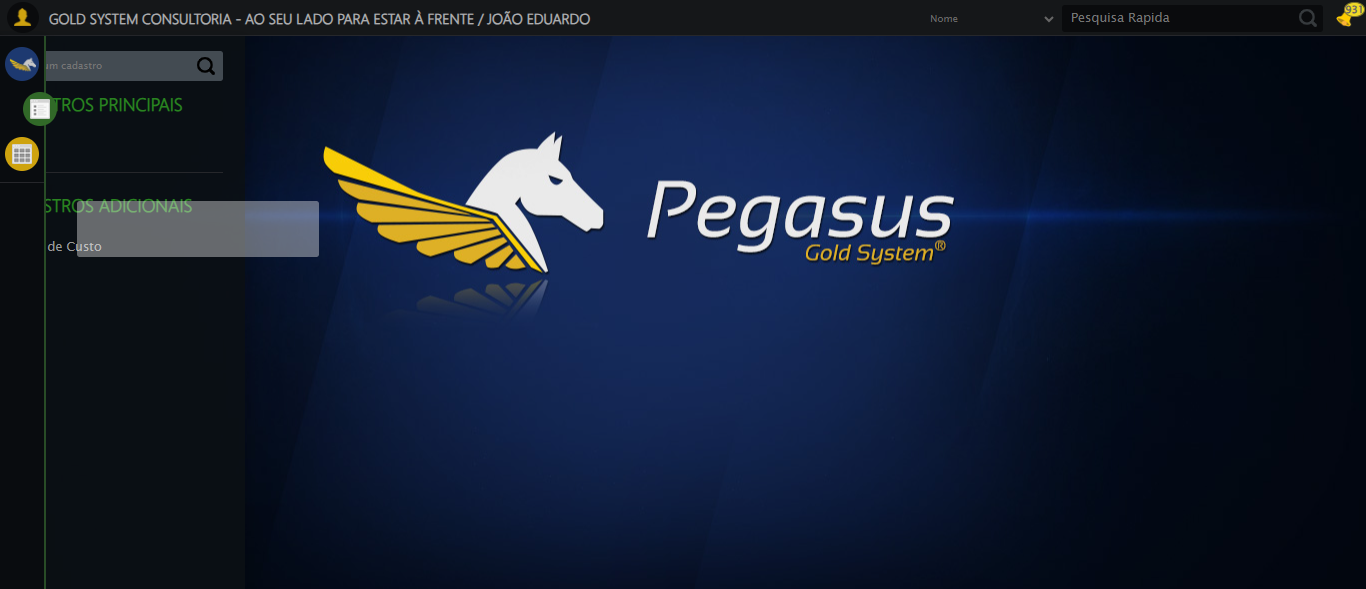 GOLD SYSTEM CONSULTORIA - AO SEU LADO PARA ESTAR À FRENTE / JOÃO EDUARDO
Nome
Pesquisa Rapida
931
um cadastro
TROS PRINCIPAIS
STROS ADICIONAIS
de Custo
Pegasus
Gold System®